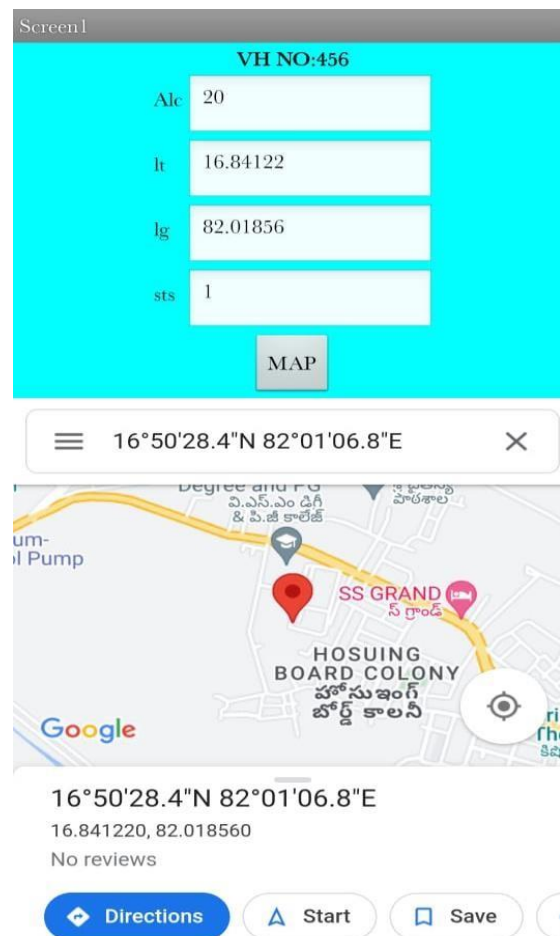 Screen1
VH NO:456
Alc 20
lt 16.84122
lg 82.01856
sts 1
MAP
16°50'28.4"N 82°01'06.8"E
Degree and PG
వి.ఎస్.ఎం డిగ్రీ
& పి.జి కాలేజ్
పాఠశాల
um-
l Pump
SS GRAND
స్ గ్రాండ్
HOSUING
BOARD COLONY
హోసుఇంగ్
బోర్డ్ కాలనీ
Google
16°50'28.4"N 82°01'06.8"E
16.841220, 82.018560
No reviews
Directions
Start
Save